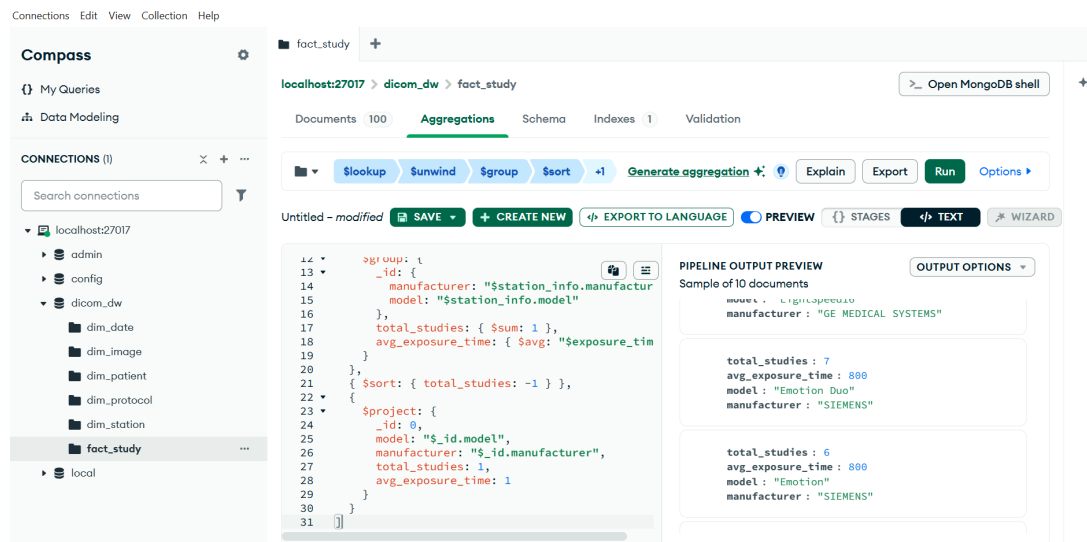 Connections Edit View Collection Help
Compass
My Queries
Data Modeling
CONNECTIONS (1)
Search connections
localhost:27017
admin
config
dicom_dw
dim_date
dim_image
dim_patient
dim_protocol
dim_station
fact_study
local
fact_study
localhost:27017 > dicom_dw > fact_study
>_ Open MongoDB shell
Documents 100 Aggregations Schema Indexes 1 Validation
$lookup $unwind $group $sort +1 Generate aggregation Explain Export Run Options
Untitled – modified SAVE + CREATE NEW </> EXPORT TO LANGUAGE PREVIEW {} STAGES </> TEXT WIZARD
12 $group: {
13 _id: {
14 manufacturer: "$station_info.manufactur
15 model: "$station_info.model"
16 },
17 total_studies: { $sum: 1 },
18 avg_exposure_time: { $avg: "$exposure_tim
19 }
20 },
21 { $sort: { total_studies: -1 } },
22 {
23 $project: {
24 _id: 0,
25 model: "$_id.model",
26 manufacturer: "$_id.manufacturer",
27 total_studies: 1,
28 avg_exposure_time: 1
29 }
30 }
31 ]
PIPELINE OUTPUT PREVIEW
OUTPUT OPTIONS
Sample of 10 documents
model : "LightSpeed16"
manufacturer : "GE MEDICAL SYSTEMS"
total_studies : 7
avg_exposure_time : 800
model : "Emotion Duo"
manufacturer : "SIEMENS"
total_studies : 6
avg_exposure_time : 800
model : "Emotion"
manufacturer : "SIEMENS"